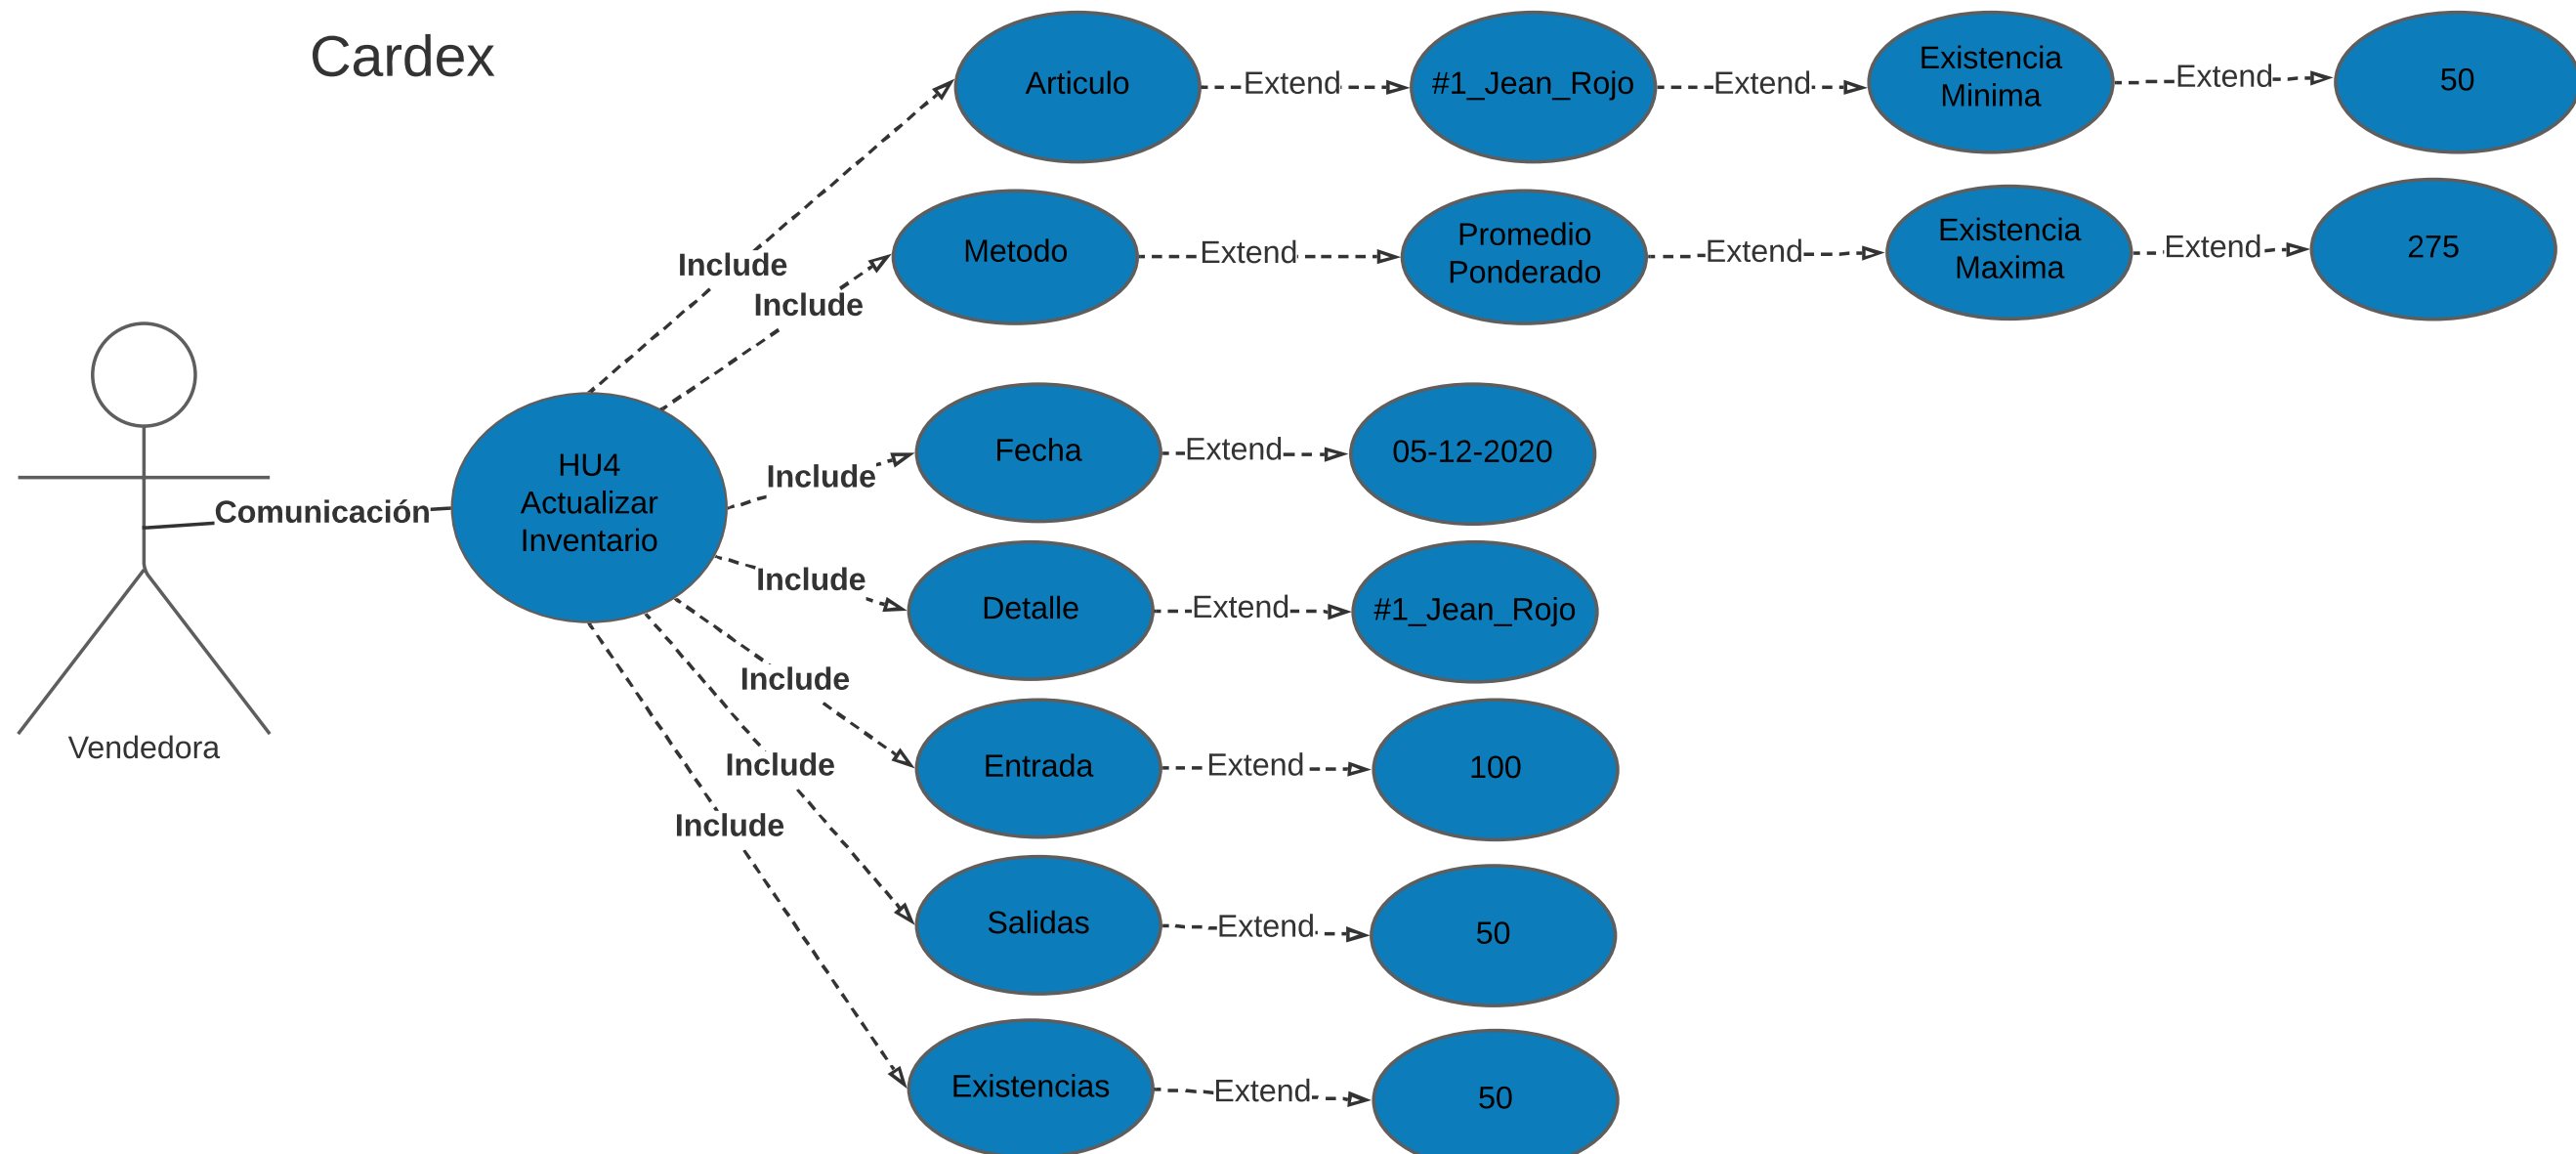 Cardex
Articulo
Extend
#1_Jean_Rojo
Extend
Existencia
Minima
Extend
50
Include
Metodo
Extend
Promedio
Ponderado
Extend
Existencia
Maxima
Extend
275
Include
Fecha
Extend
05-12-2020
Include
HU4
Actualizar
Inventario
Comunicación
Vendedora
Include
Detalle
Extend
#1_Jean_Rojo
Include
Entrada
Extend
100
Include
Salidas
Extend
50
Include
Existencias
Extend
50